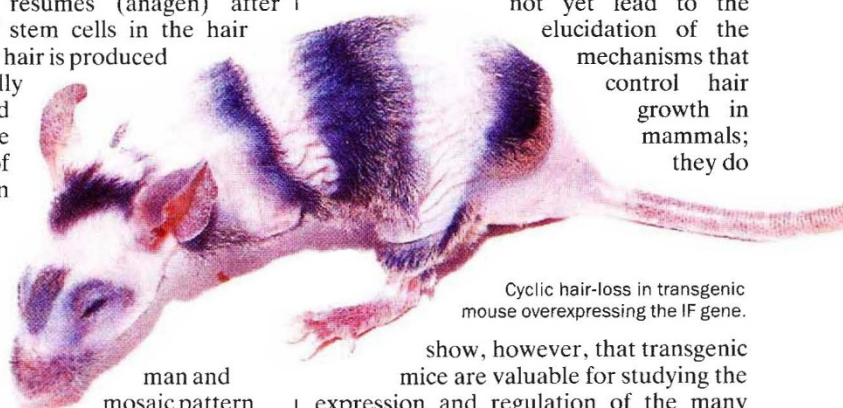 resumes (anagen) after
stem cells in the hair
hair is produced
man and
mosaic pattern
not yet lead to the
elucidation of the
mechanisms that
control hair
growth in
mammals;
they do
Cyclic hair-loss in transgenic
mouse overexpressing the IF gene.
show, however, that transgenic
mice are valuable for studying the
expression and regulation of the many